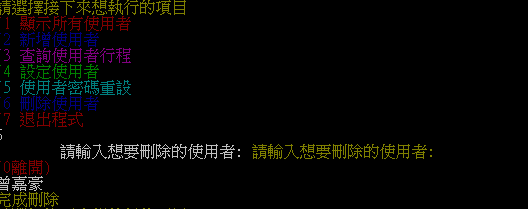 請選擇接下來想執行的項目
1 顯示所有使用者
2 新增使用者
3 查詢使用者行程
4 設定使用者
5 使用者密碼重設
6 刪除使用者
7 退出程式
6
請輸入想要刪除的使用者: 請輸入想要刪除的使用者:
(0離開)
曾嘉豪
完成刪除